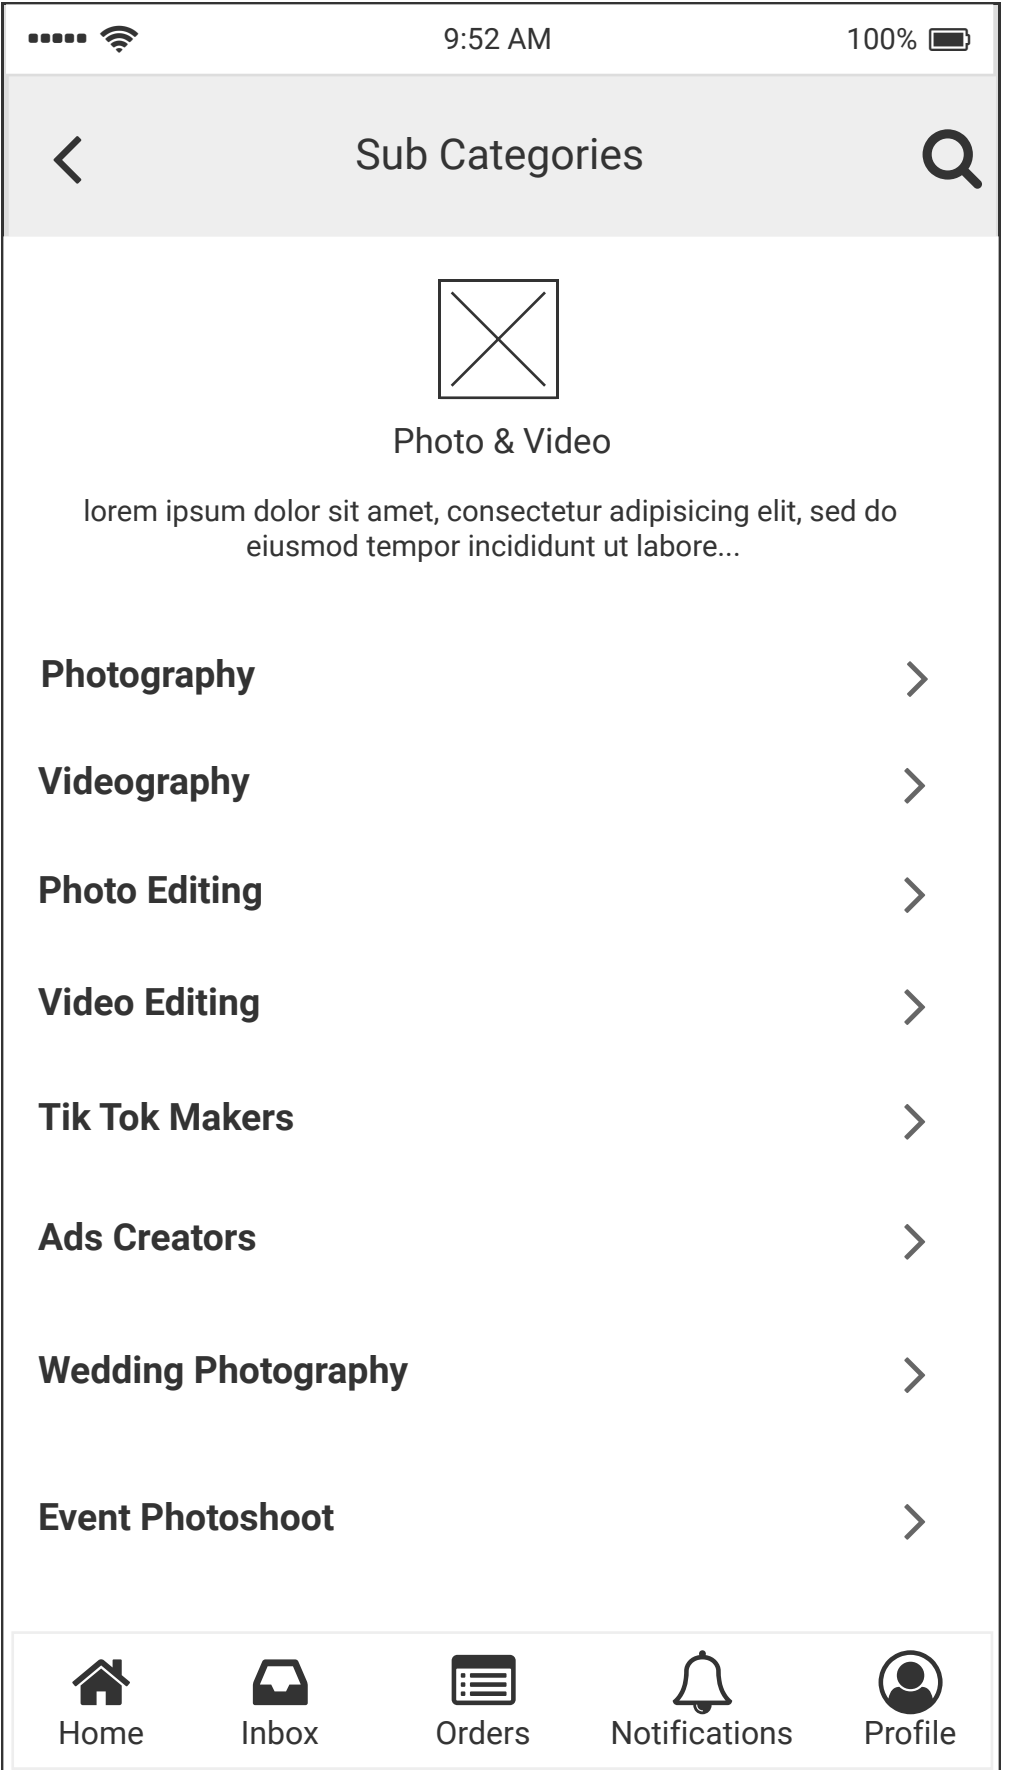 9:52 AM
100%
Sub Categories
Photo & Video
lorem ipsum dolor sit amet, consectetur adipisicing elit, sed do
eiusmod tempor incididunt ut labore...
Photography
Videography
Photo Editing
Video Editing
Tik Tok Makers
Ads Creators
Wedding Photography
Event Photoshoot
Home
Inbox
Orders
Notifications
Profile